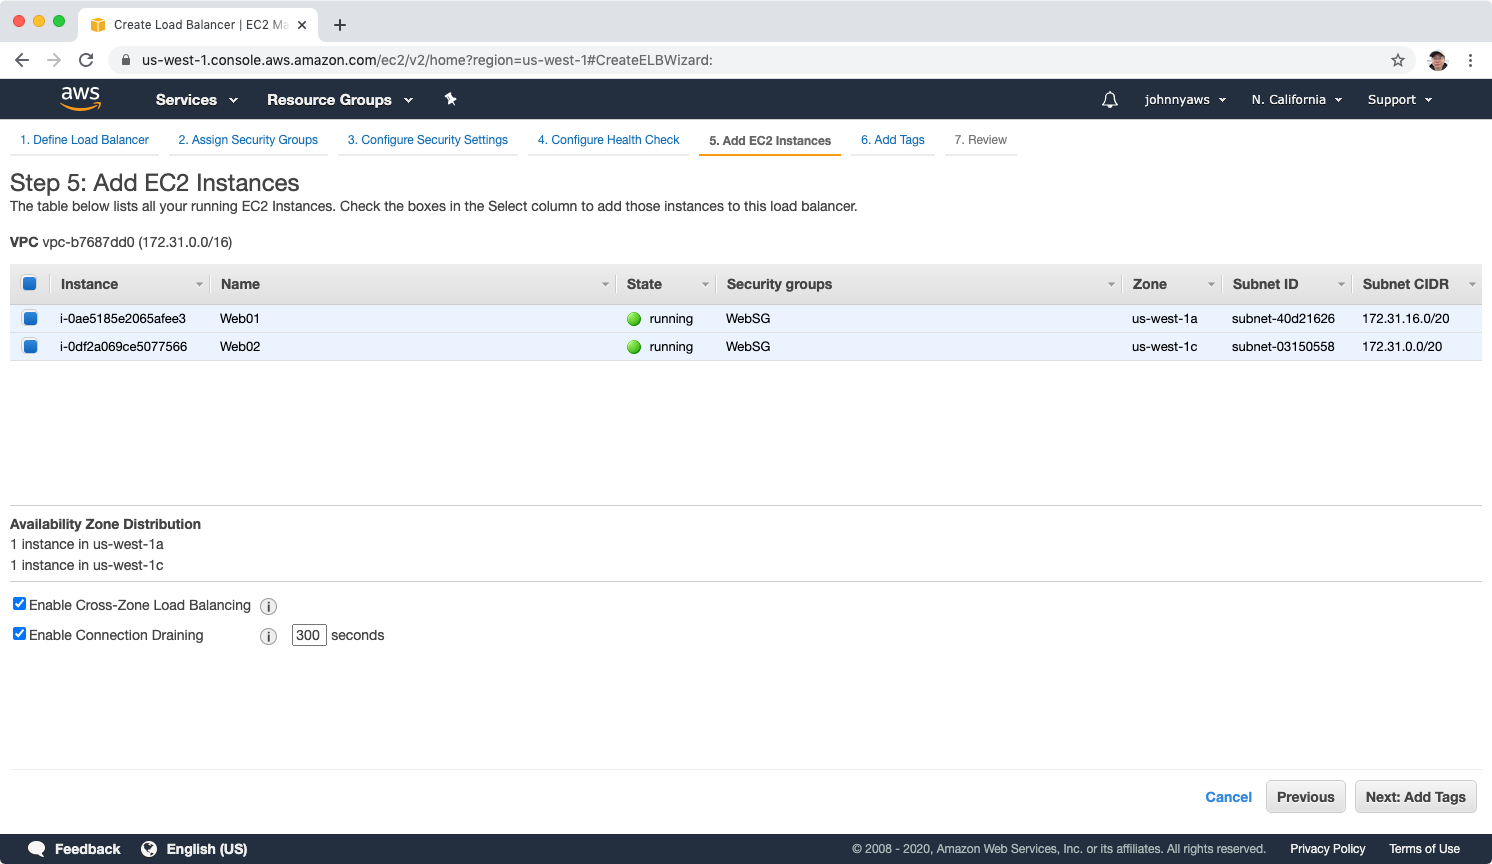 Create Load Balancer | EC2 Ma
us-west-1.console.aws.amazon.com/ec2/v2/home?region=us-west-1#CreateELBWizard:
aws Services Resource Groups johnnyaws N. California Support
1. Define Load Balancer 2. Assign Security Groups 3. Configure Security Settings 4. Configure Health Check 5. Add EC2 Instances 6. Add Tags 7. Review
Step 5: Add EC2 Instances
The table below lists all your running EC2 Instances. Check the boxes in the Select column to add those instances to this load balancer.
VPC vpc-b7687dd0 (172.31.0.0/16)
Instance Name State Security groups Zone Subnet ID Subnet CIDR
i-0ae5185e2065afee3 Web01 running WebSG us-west-1a subnet-40d21626 172.31.16.0/20
i-0df2a069ce5077566 Web02 running WebSG us-west-1c subnet-03150558 172.31.0.0/20
Availability Zone Distribution
1 instance in us-west-1a
1 instance in us-west-1c
Enable Cross-Zone Load Balancing i
Enable Connection Draining i 300 seconds
Cancel Previous Next: Add Tags
Feedback English (US) © 2008 - 2020, Amazon Web Services, Inc. or its affiliates. All rights reserved. Privacy Policy Terms of Use